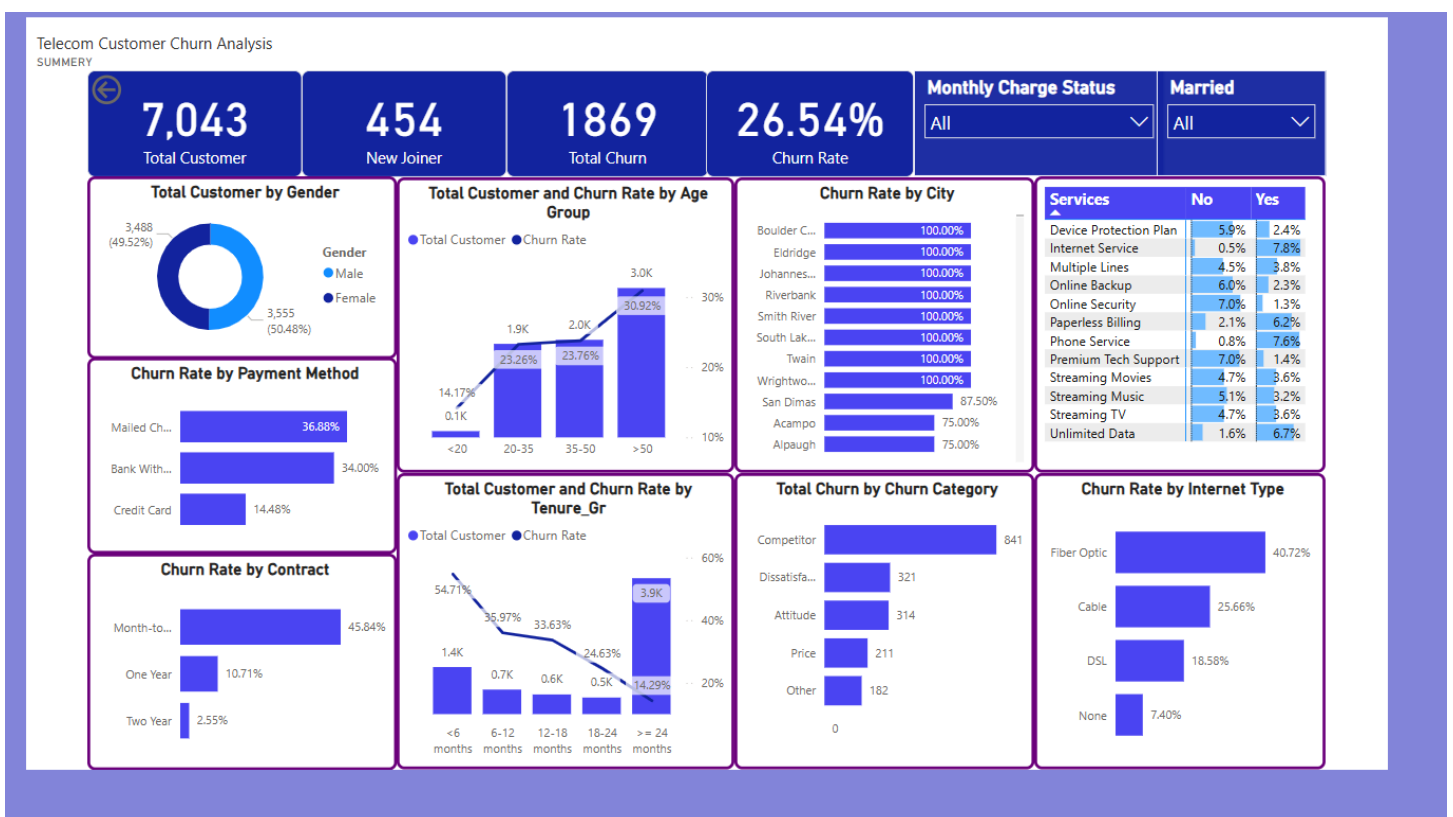 Telecom Customer Churn Analysis
SUMMERY
7,043
Total Customer
454
New Joiner
1869
Total Churn
26.54%
Churn Rate
Monthly Charge Status
All
Married
All
Total Customer by Gender
3,488
(49.52%)
3,555
(50.48%)
Gender
Male
Female
Churn Rate by Payment Method
Mailed Ch... 36.88%
Bank With... 34.00%
Credit Card 14.48%
Churn Rate by Contract
Month-to... 45.84%
One Year 10.71%
Two Year 2.55%
Total Customer and Churn Rate by Age
Group
Total Customer Churn Rate
3.0K
30%
30.92%
1.9K 2.0K
23.26% 23.76%
20%
14.17%
0.1K
10%
<20 20-35 35-50 >50
Total Customer and Churn Rate by
Tenure_Gr
Total Customer Churn Rate
60%
54.71%
3.9K
35.97% 33.63%
40%
1.4K 24.63%
0.7K 0.6K 0.5K 14.29% 20%
<6 6-12 12-18 18-24 >= 24
months months months months months
Churn Rate by City
Boulder C... 100.00%
Eldridge 100.00%
Johannes... 100.00%
Riverbank 100.00%
Smith River 100.00%
South Lak... 100.00%
Twain 100.00%
Wrightwo... 100.00%
San Dimas 87.50%
Acampo 75.00%
Alpaugh 75.00%
Total Churn by Churn Category
Competitor 841
Dissatisfa... 321
Attitude 314
Price 211
Other 182
0
Services No Yes
Device Protection Plan 5.9% 2.4%
Internet Service 0.5% 7.8%
Multiple Lines 4.5% 3.8%
Online Backup 6.0% 2.3%
Online Security 7.0% 1.3%
Paperless Billing 2.1% 6.2%
Phone Service 0.8% 7.6%
Premium Tech Support 7.0% 1.4%
Streaming Movies 4.7% 3.6%
Streaming Music 5.1% 3.2%
Streaming TV 4.7% 3.6%
Unlimited Data 1.6% 6.7%
Churn Rate by Internet Type
Fiber Optic 40.72%
Cable 25.66%
DSL 18.58%
None 7.40%